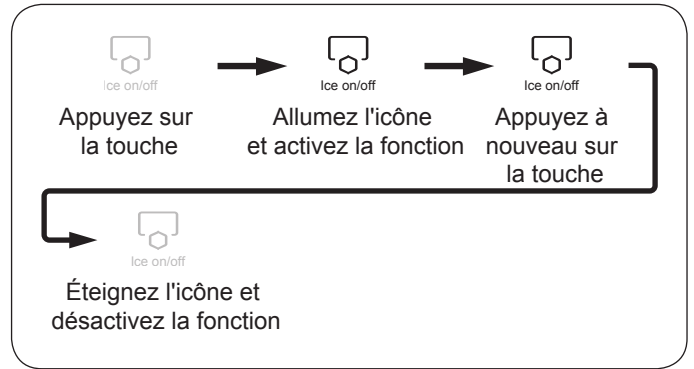 Ice on/off
Ice on/off
Ice on/off
Appuyez sur
la touche
Allumez l'icône
et activez la fonction
Appuyez à
nouveau sur
la touche
Ice on/off
Éteignez l'icône et
désactivez la fonction